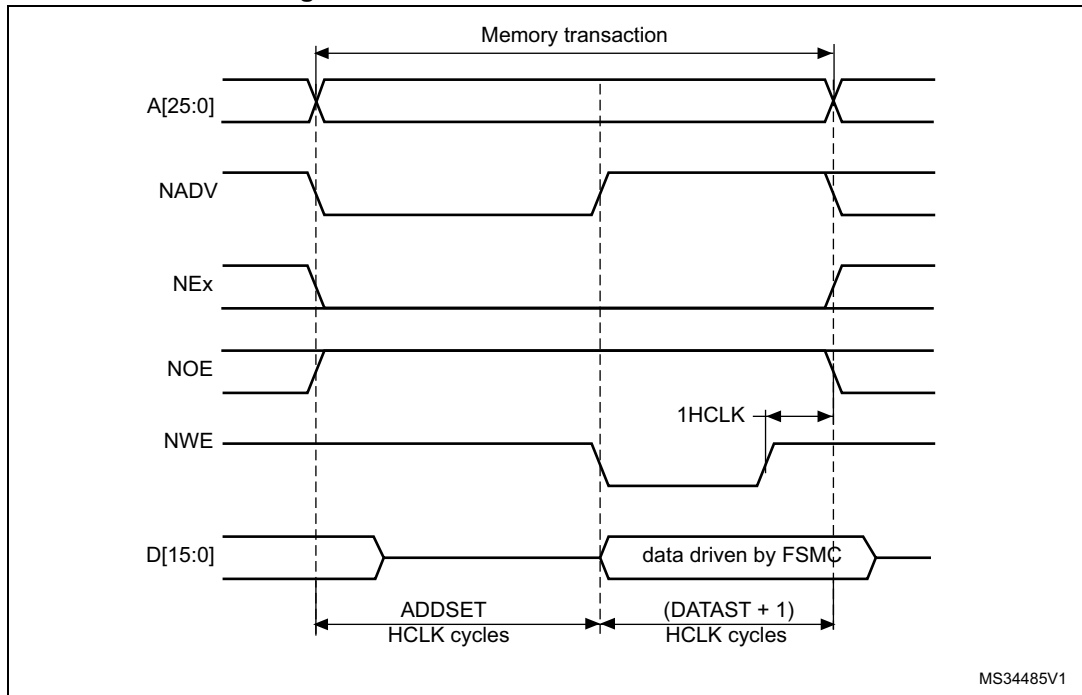 Memory transaction
A[25:0]
NADV
NEx
NOE
1HCLK
NWE
D[15:0]
data driven by FSMC
ADDSET
HCLK cycles
(DATAST + 1)
HCLK cycles
MS34485V1